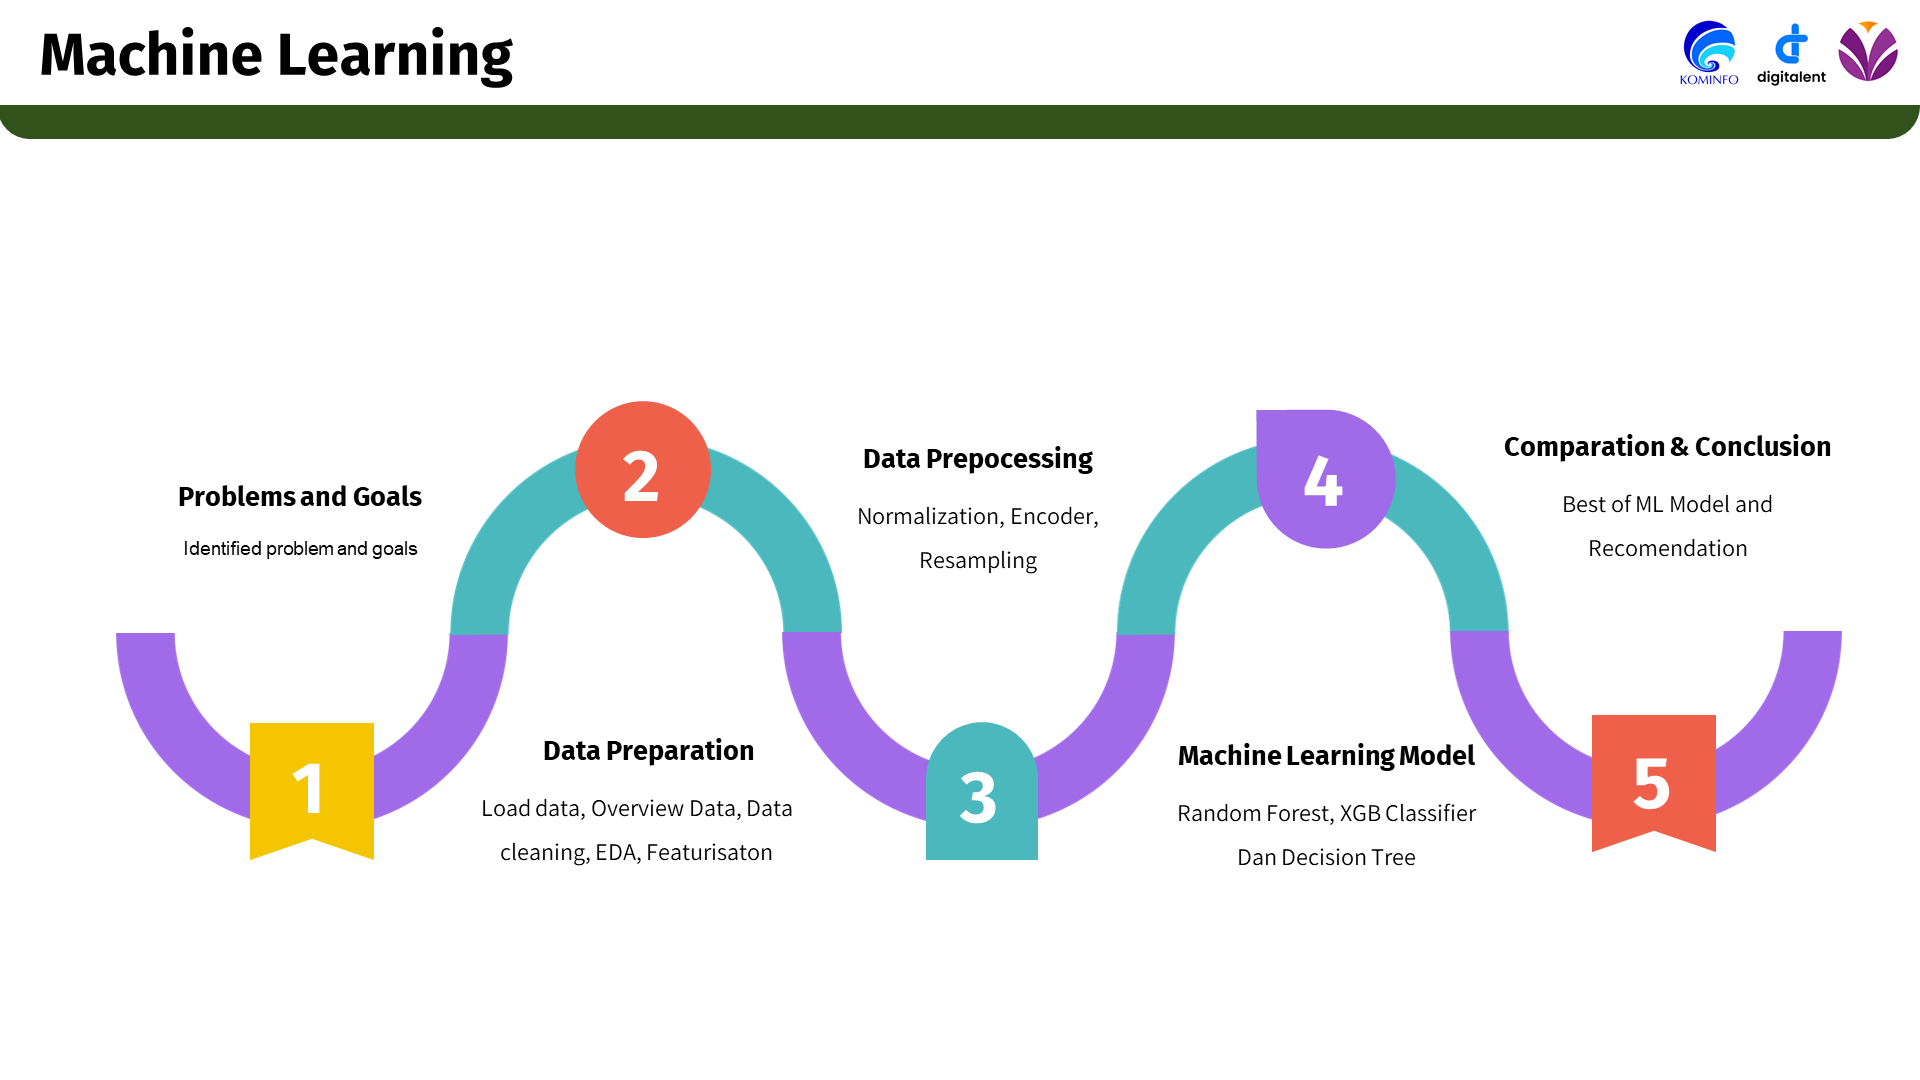 Machine Learning
KOMINFO
digitalent
1
Problems and Goals
Identified problem and goals
2
Data Preparation
Load data, Overview Data, Data
cleaning, EDA, Featurisaton
3
Data Prepocessing
Normalization, Encoder,
Resampling
4
Machine Learning Model
Random Forest, XGB Classifier
Dan Decision Tree
5
Comparation & Conclusion
Best of ML Model and
Recomendation